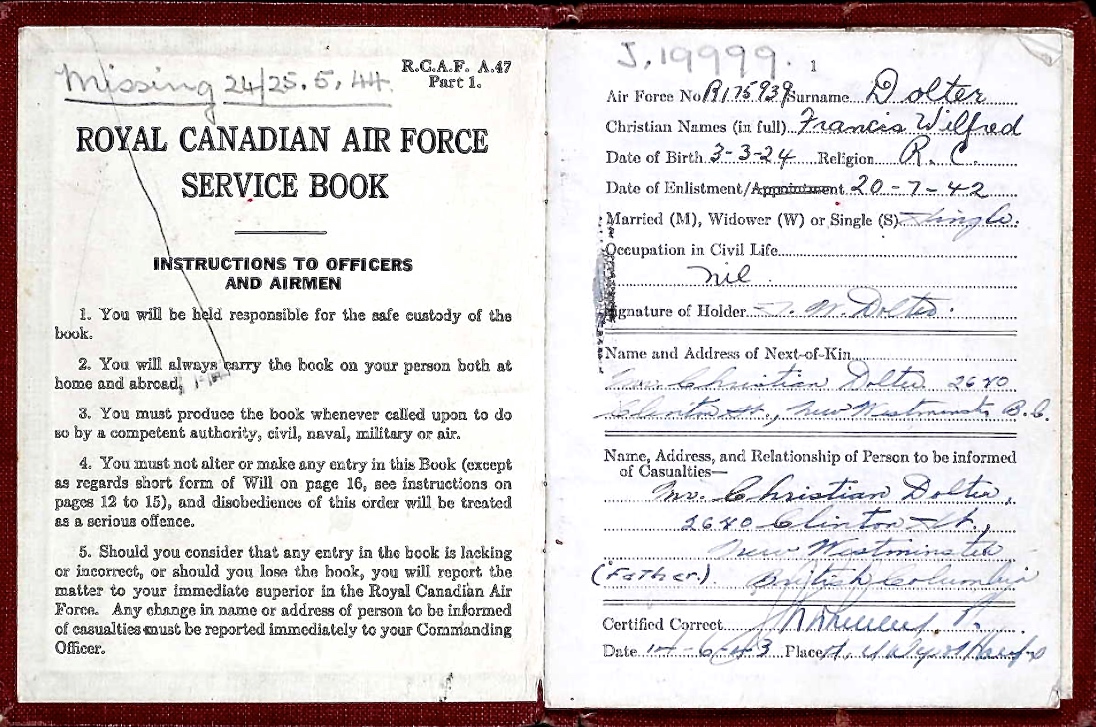 Missing 24/25.5.44.
R.C.A.F. A.47
Part 1.
ROYAL CANADIAN AIR FORCE
SERVICE BOOK
INSTRUCTIONS TO OFFICERS
AND AIRMEN
1. You will be held responsible for the safe custody of the
book.
2. You will always carry the book on your person both at
home and abroad.
3. You must produce the book whenever called upon to do
so by a competent authority, civil, naval, military or air.
4. You must not alter or make any entry in this Book (except
as regards short form of Will on page 16, see instructions on
pages 12 to 15), and disobedience of this order will be treated
as a serious offence.
5. Should you consider that any entry in the book is lacking
or incorrect, or should you lose the book, you will report the
matter to your immediate superior in the Royal Canadian Air
Force. Any change in name or address of person to be informed
of casualties must be reported immediately to your Commanding
Officer.
J.19999.
1
Air Force No. R175939 Surname Dolter
Christian Names (in full) Francis Wilfred
Date of Birth 3-3-24 Religion R.C.
Date of Enlistment/Appointment 20-7-42
Married (M), Widower (W) or Single (S) Single.
Occupation in Civil Life
nil.
Signature of Holder Dolter.
Name and Address of Next-of-Kin
Christian Dolter 2640
Clinton St., New Westminster B.C.
Name, Address, and Relationship of Person to be informed
of Casualties—
Mr. Christian Dolter,
2640 Clinton St.,
New Westminster
(Father.) British Columbia
Certified Correct
Date 14-6-43 Place